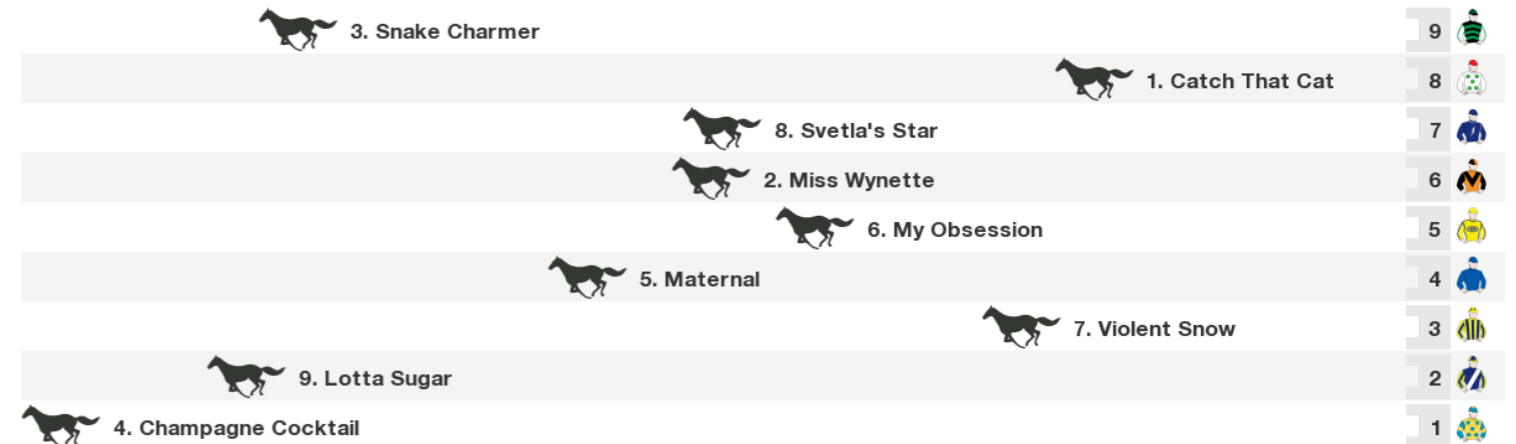 3. Snake Charmer 9
1. Catch That Cat 8
8. Svetla's Star 7
2. Miss Wynette 6
6. My Obsession 5
5. Maternal 4
7. Violent Snow 3
9. Lotta Sugar 2
4. Champagne Cocktail 1